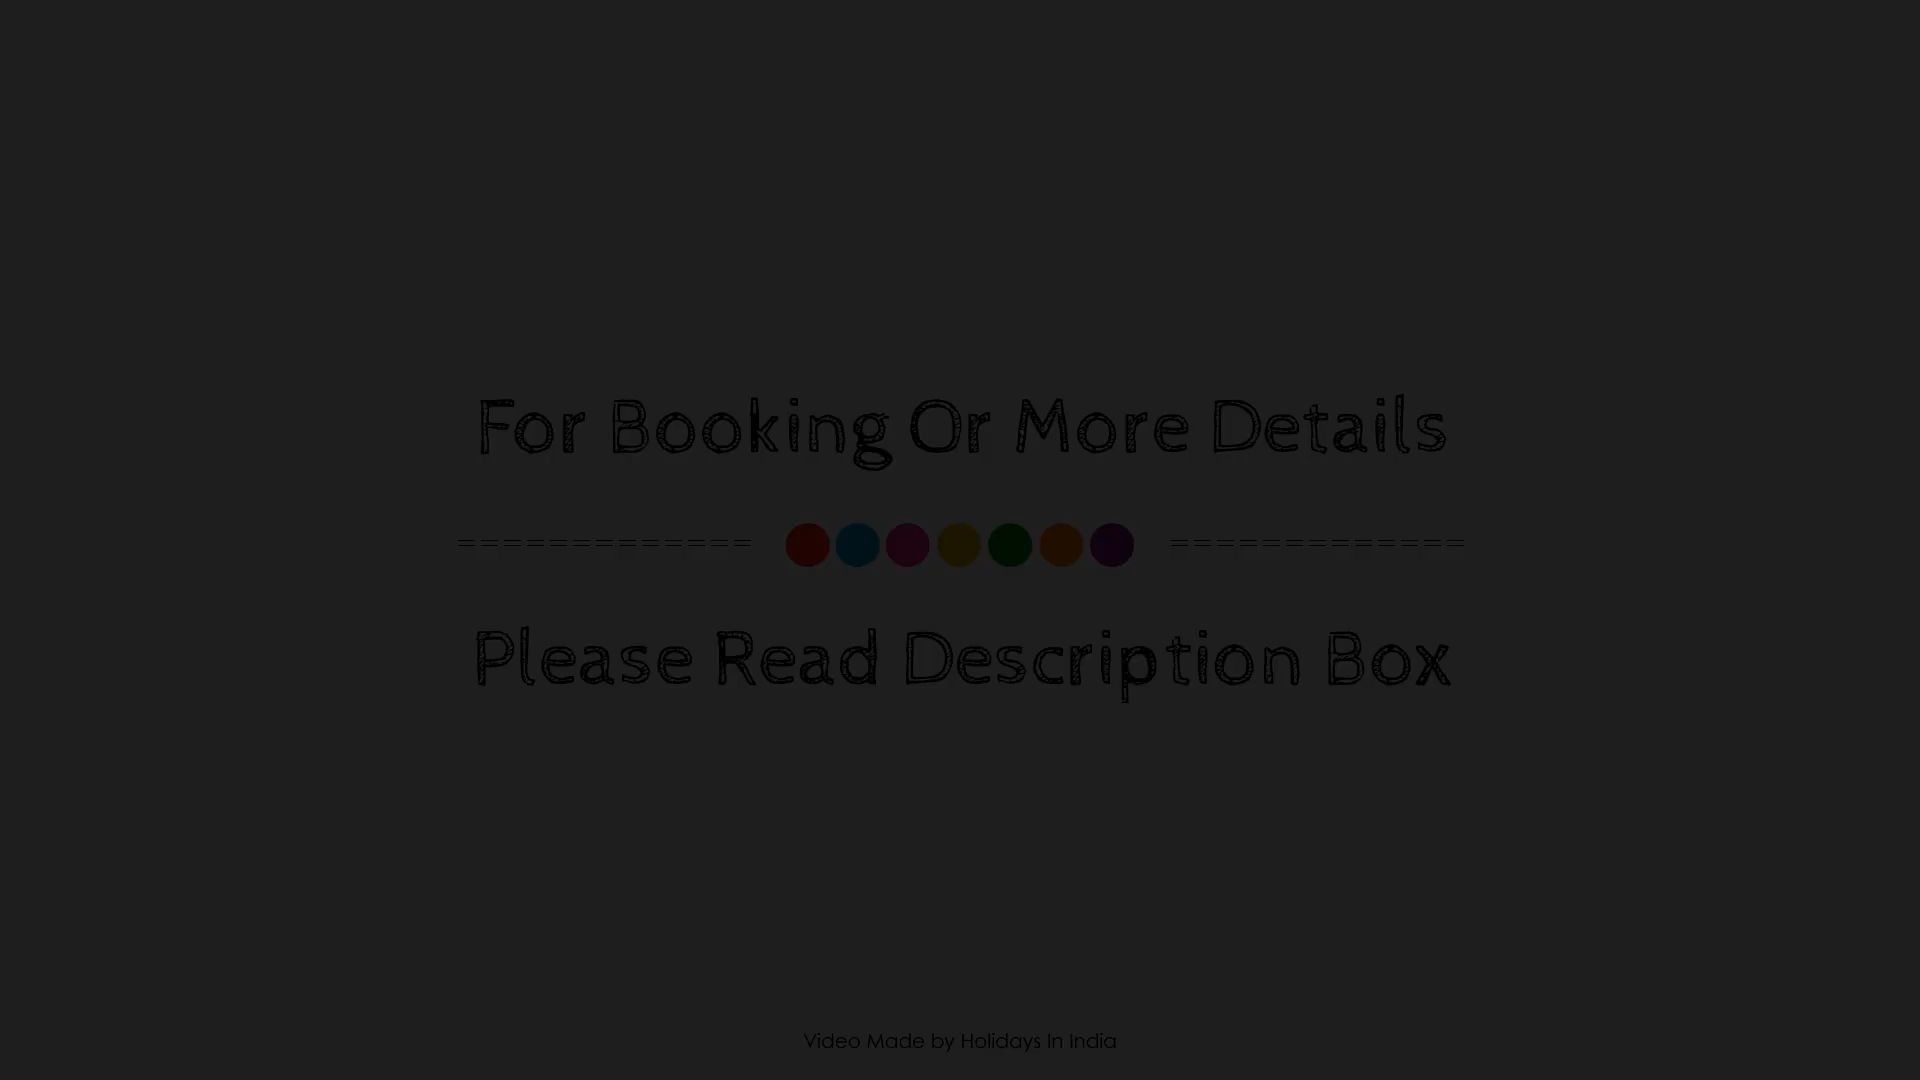 For Booking Or More Details
============= =============
Please Read Description Box
Video Made by Holidays In India